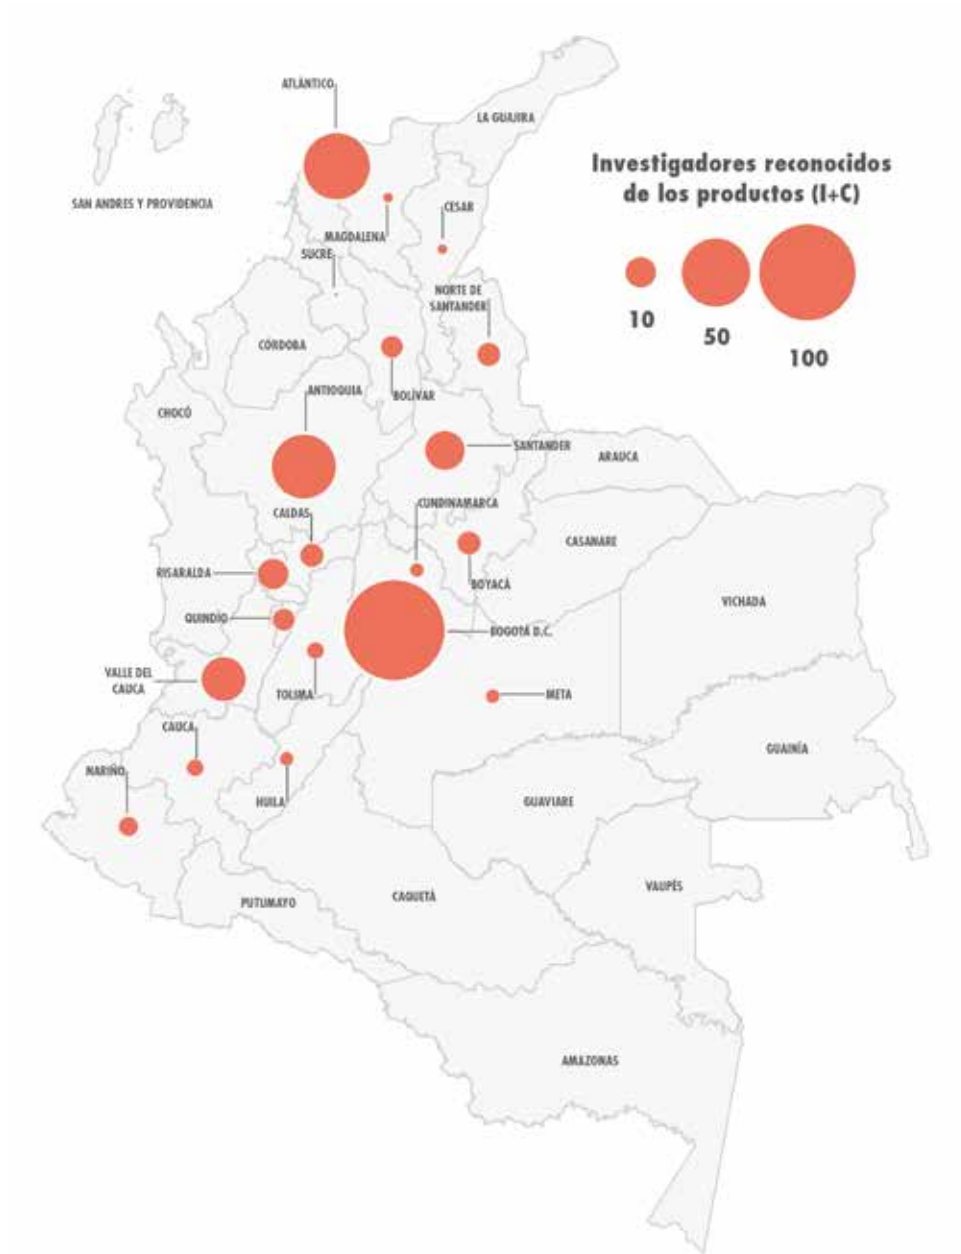 ATLÁNTICO
LA GUAJIRA
Investigadores reconocidos
de los productos (I+C)
SAN ANDRES Y PROVIDENCIA
CESAR
MAGDALENA
SUCRE
NORTE DE
SANTANDER
10
50
100
CÓRDOBA
ANTIOQUIA
BOLÍVAR
CHOCÓ
SANTANDER
ARAUCA
CUNDINAMARCA
CALDAS
CASANARE
RISARALDA
BOYACÁ
VICHADA
QUINDÍO
BOGOTÁ D.C.
VALLE DEL
CAUCA
TOLIMA
META
CAUCA
GUAINÍA
NARIÑO
HUILA
GUAVIARE
VAUPÉS
CAQUETÁ
PUTUMAYO
AMAZONAS